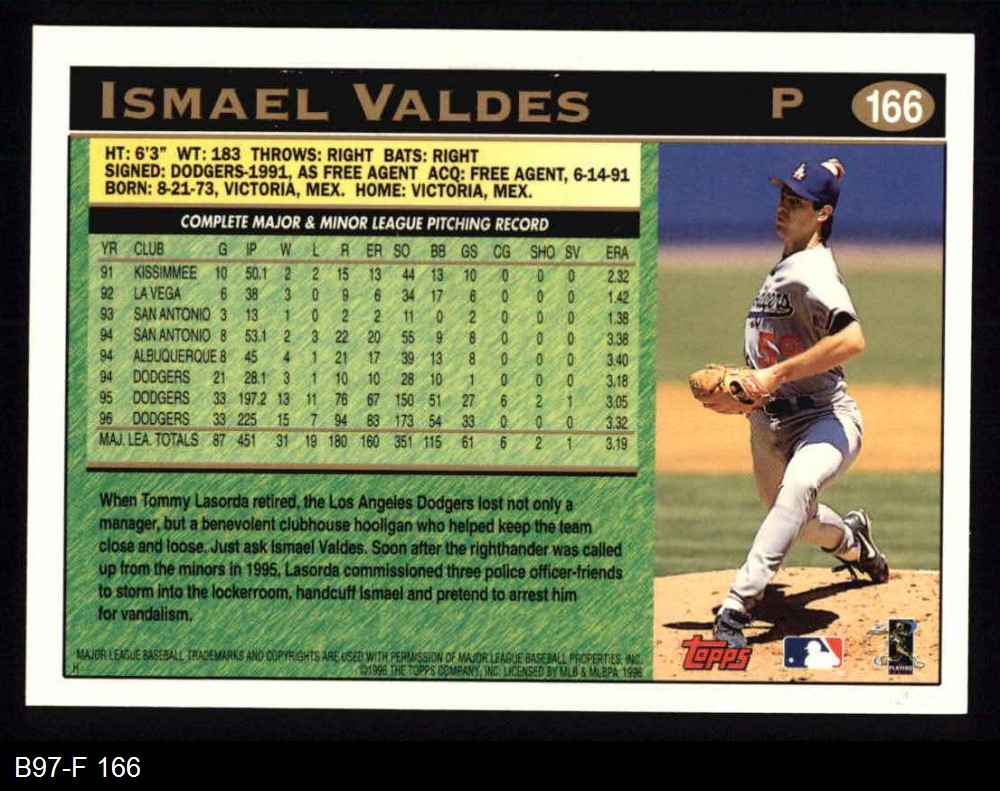 ISMAEL VALDES P 166
HT: 6'3" WT: 183 THROWS: RIGHT BATS: RIGHT
SIGNED: DODGERS-1991, AS FREE AGENT ACQ: FREE AGENT, 6-14-91
BORN: 8-21-73, VICTORIA, MEX. HOME: VICTORIA, MEX.
COMPLETE MAJOR & MINOR LEAGUE PITCHING RECORD
YR CLUB G IP W L R ER SO BB GS CG SHO SV ERA
91 KISSIMMEE 10 50.1 2 2 15 13 44 13 10 0 0 0 2.32
92 LA VEGA 6 38 3 0 9 6 34 17 6 0 0 0 1.42
93 SAN ANTONIO 3 13 1 0 2 2 11 0 2 0 0 0 1.38
94 SAN ANTONIO 8 53.1 2 3 22 20 55 9 8 0 0 0 3.38
94 ALBUQUERQUE 8 45 4 1 21 17 39 13 8 0 0 0 3.40
94 DODGERS 21 28.1 3 1 10 10 28 10 1 0 0 0 3.18
95 DODGERS 33 197.2 13 11 76 67 150 51 27 6 2 1 3.05
96 DODGERS 33 225 15 7 94 83 173 54 33 0 0 0 3.32
MAJ. LEA. TOTALS 87 451 31 19 180 160 351 115 61 6 2 1 3.19
When Tommy Lasorda retired, the Los Angeles Dodgers lost not only a
manager, but a benevolent clubhouse hooligan who helped keep the team
close and loose. Just ask Ismael Valdes. Soon after the righthander was called
up from the minors in 1995, Lasorda commissioned three police officer-friends
to storm into the lockerroom, handcuff Ismael and pretend to arrest him
for vandalism.
MAJOR LEAGUE BASEBALL TRADEMARKS AND COPYRIGHTS ARE USED WITH PERMISSION OF MAJOR LEAGUE BASEBALL PROPERTIES, INC.
H ©1996 THE TOPPS COMPANY, INC. LICENSED BY MLB & MLBPA 1996
TOPPS
PLAYERS
B97-F 166